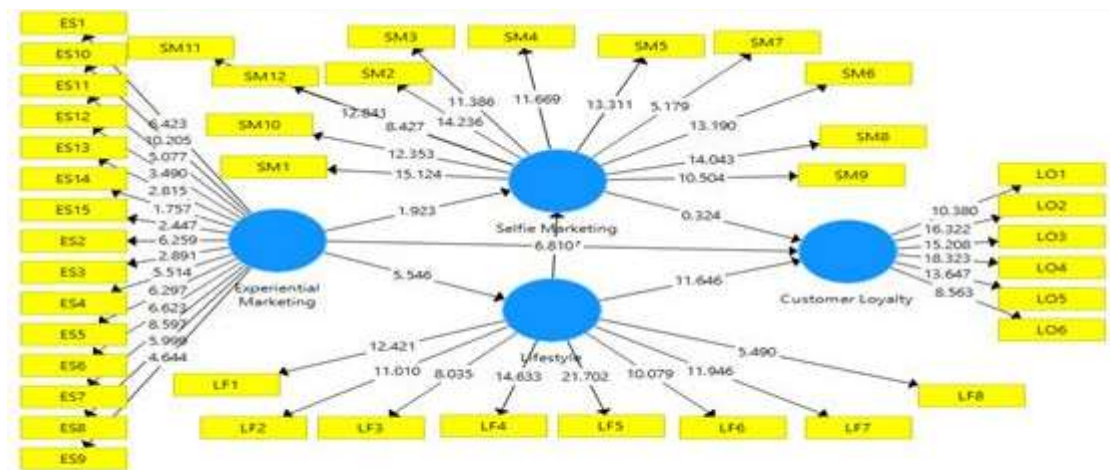 ES1
ES10
ES11
ES12
ES13
ES14
ES15
ES2
ES3
ES4
ES5
ES6
ES7
ES8
ES9
6.423
10.205
5.077
3.490
2.815
1.757
2.447
6.259
2.891
5.514
6.297
6.623
8.597
5.999
4.644
Experiential
Marketing
SM11
SM12
SM10
SM1
SM2
SM3
SM4
SM5
SM7
SM6
SM8
SM9
12.841
8.427
12.353
15.124
14.236
11.386
11.669
13.311
5.179
13.190
14.043
10.504
Selfie Marketing
1.923
0.324
5.546
11.646
Lifestyle
12.421
11.010
8.035
14.633
21.702
10.079
11.946
5.490
LF1
LF2
LF3
LF4
LF5
LF6
LF7
LF8
Customer Loyalty
10.380
16.322
15.208
18.323
13.647
8.563
LO1
LO2
LO3
LO4
LO5
LO6